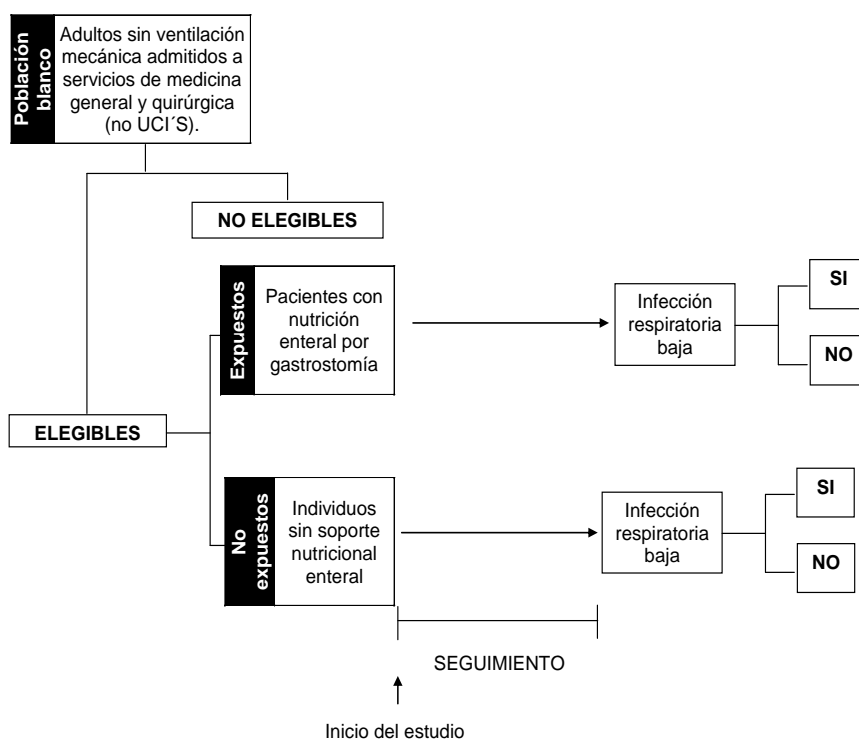 Población
blanco
Adultos sin ventilación
mecánica admitidos a
servicios de medicina
general y quirúrgica
(no UCI´S).
NO ELEGIBLES
Expuestos
Pacientes con
nutrición
enteral por
gastrostomía
Infección
respiratoria
baja
SI
NO
ELEGIBLES
No
expuestos
Individuos
sin soporte
nutricional
enteral
Infección
respiratoria
baja
SI
NO
SEGUIMIENTO
Inicio del estudio